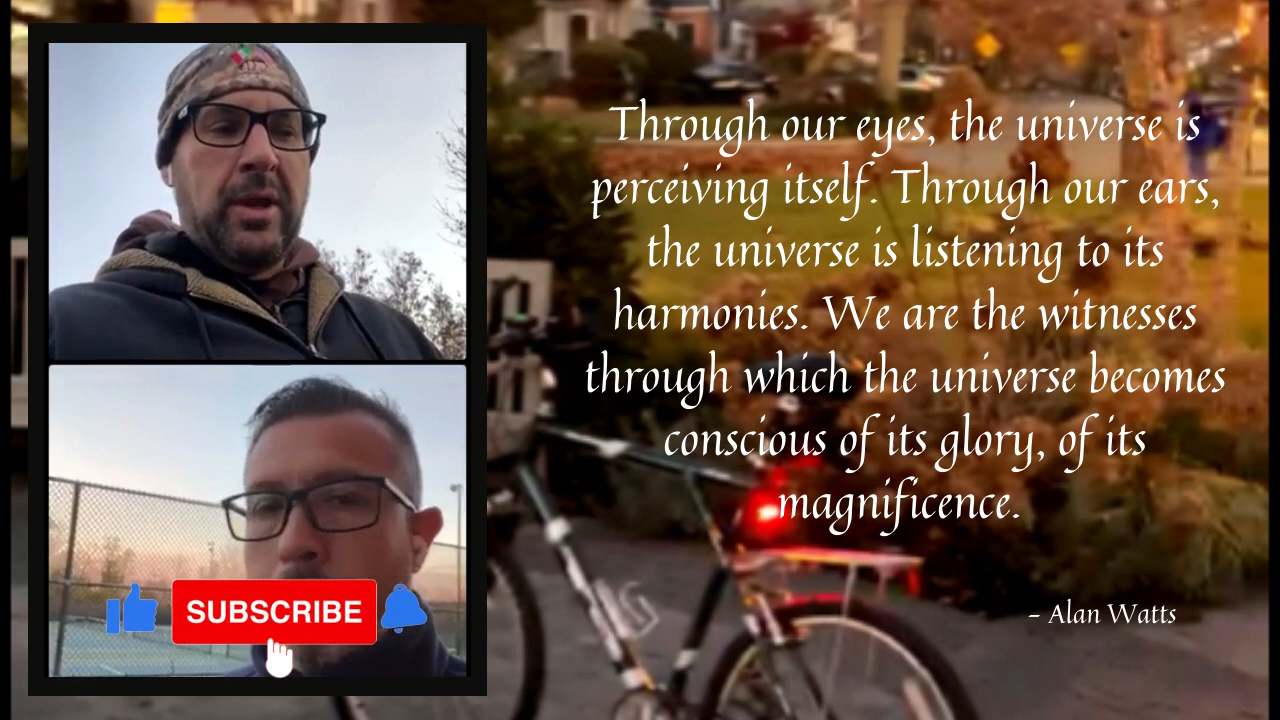 Through our eyes, the universe is
perceiving itself. Through our ears,
the universe is listening to its
harmonies. We are the witnesses
through which the universe becomes
conscious of its glory, of its
magnificence.
- Alan Watts
SUBSCRIBE